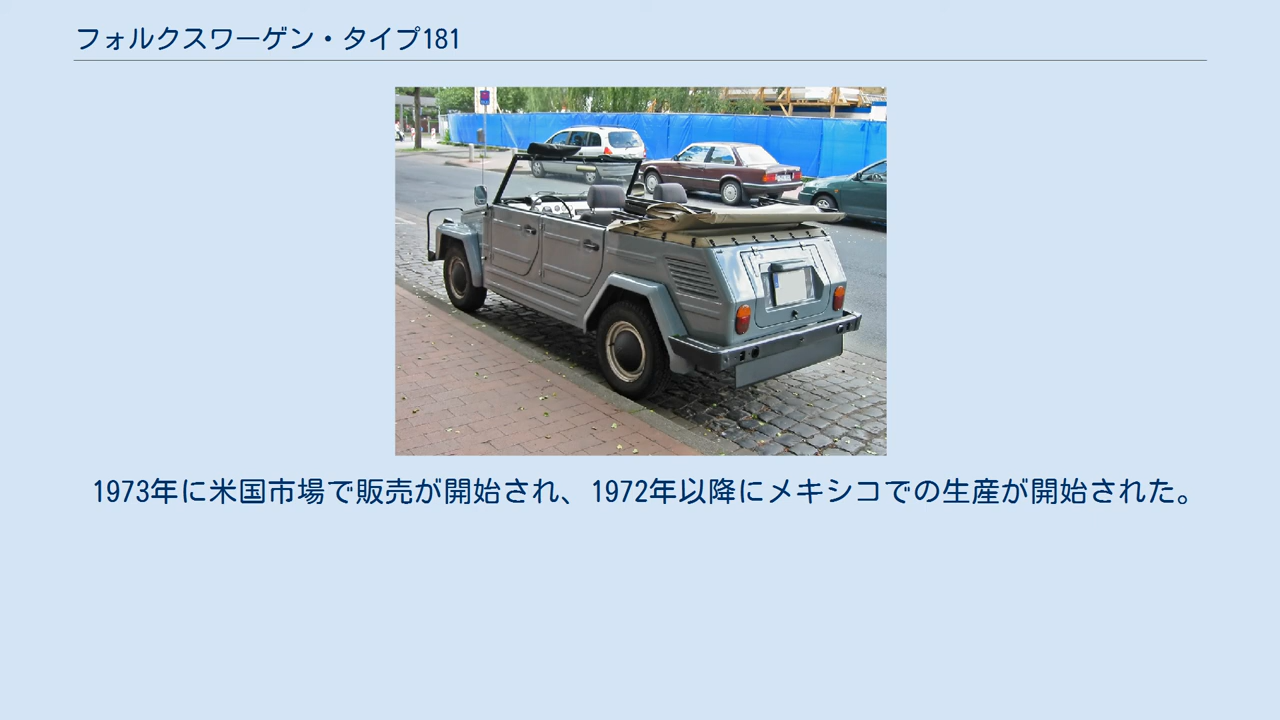 フォルクスワーゲン・タイプ181
1973年に米国市場で販売が開始され、1972年以降にメキシコでの生産が開始された。